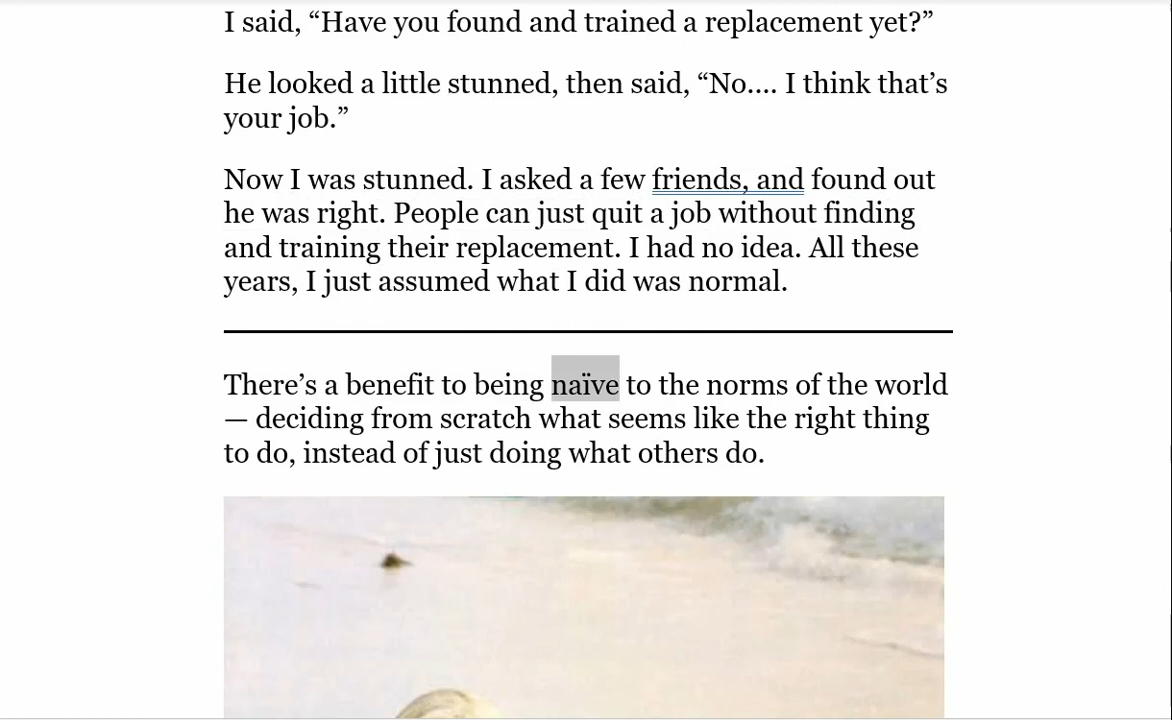 I said, “Have you found and trained a replacement yet?”
He looked a little stunned, then said, “No.... I think that’s
your job.”
Now I was stunned. I asked a few friends, and found out
he was right. People can just quit a job without finding
and training their replacement. I had no idea. All these
years, I just assumed what I did was normal.
There’s a benefit to being naïve to the norms of the world
— deciding from scratch what seems like the right thing
to do, instead of just doing what others do.